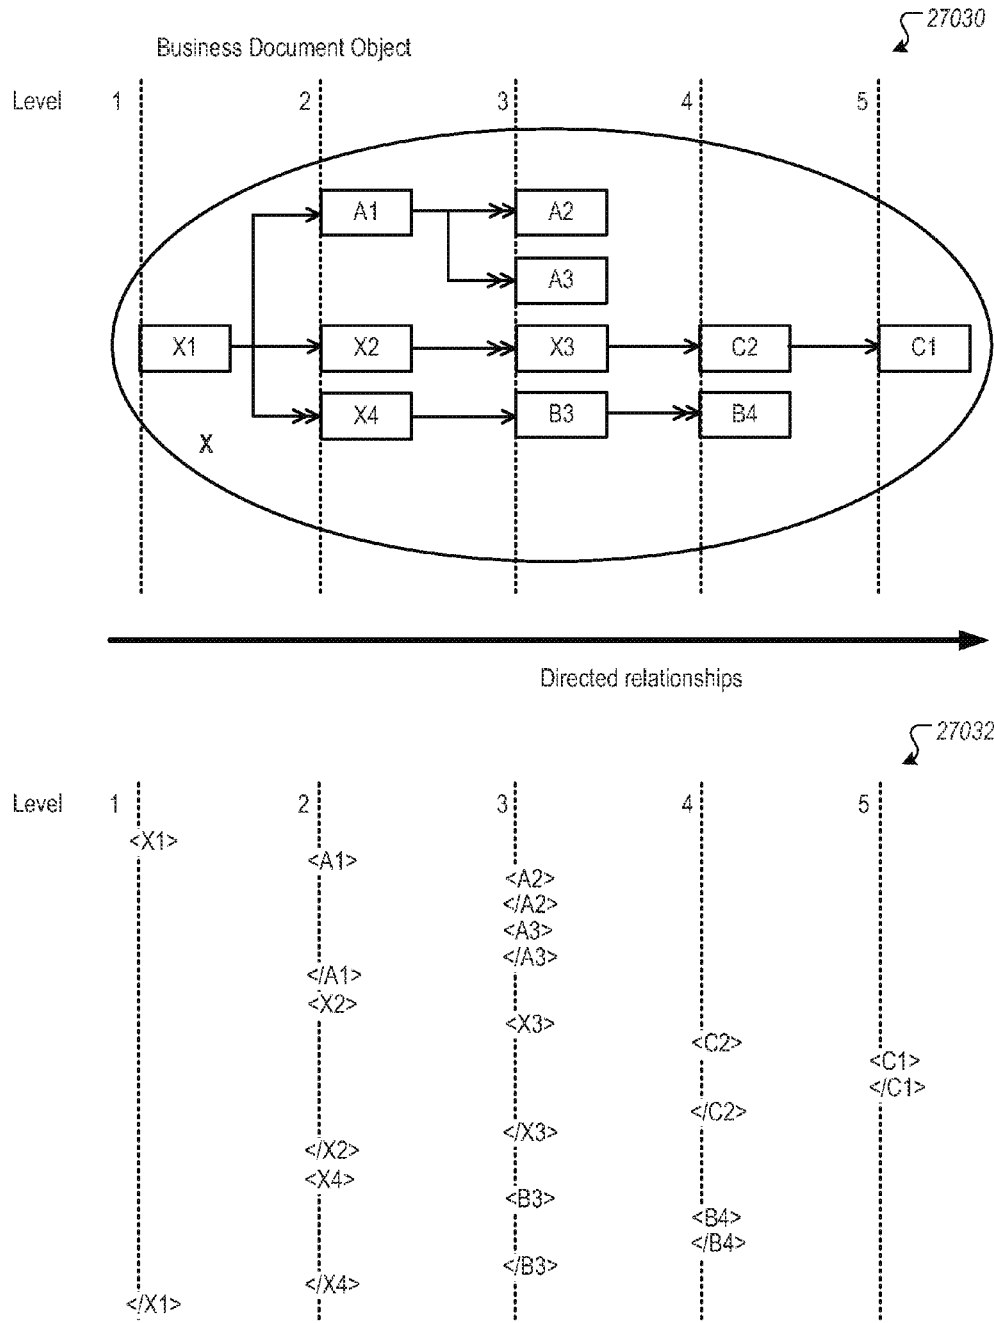 27030
Business Document Object
Level 1 2 3 4 5
A1 A2
A3
X1 X2 X3 C2 C1
X4 B3 B4
X
Directed relationships
27032
Level 1 2 3 4 5
<X1>
<A1>
<A2>
</A2>
<A3>
</A3>
</A1>
<X2>
<X3>
<C2>
<C1>
</C1>
</C2>
</X3>
</X2>
<X4>
<B3>
<B4>
</B4>
</B3>
</X4>
</X1>